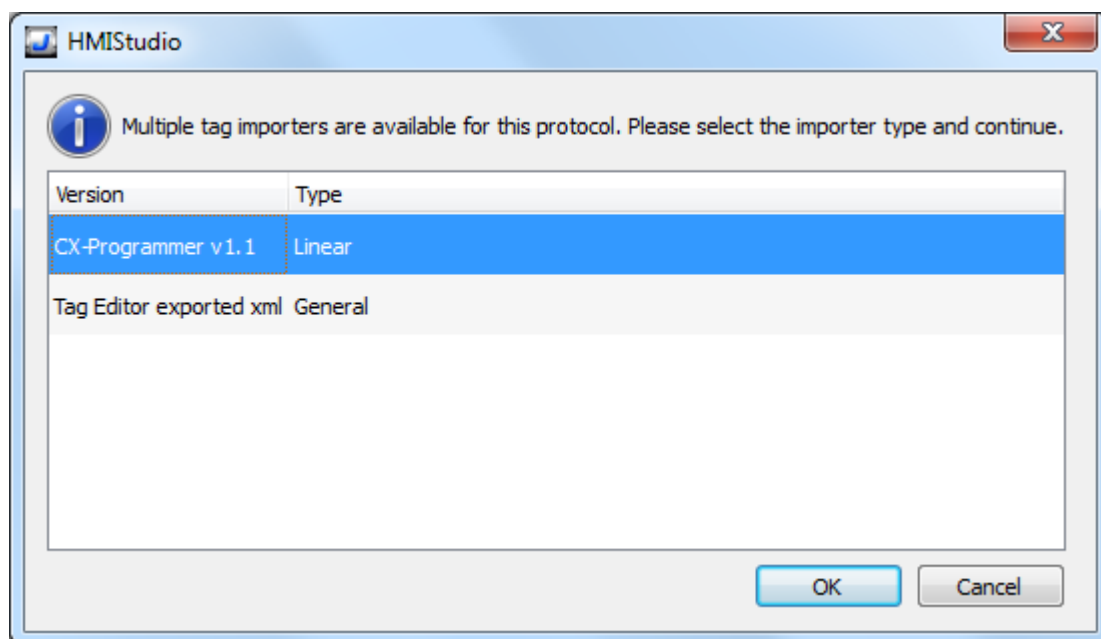 HMIStudio
Multiple tag importers are available for this protocol. Please select the importer type and continue.
Version Type
CX-Programmer v1.1 Linear
Tag Editor exported xml General
OK Cancel